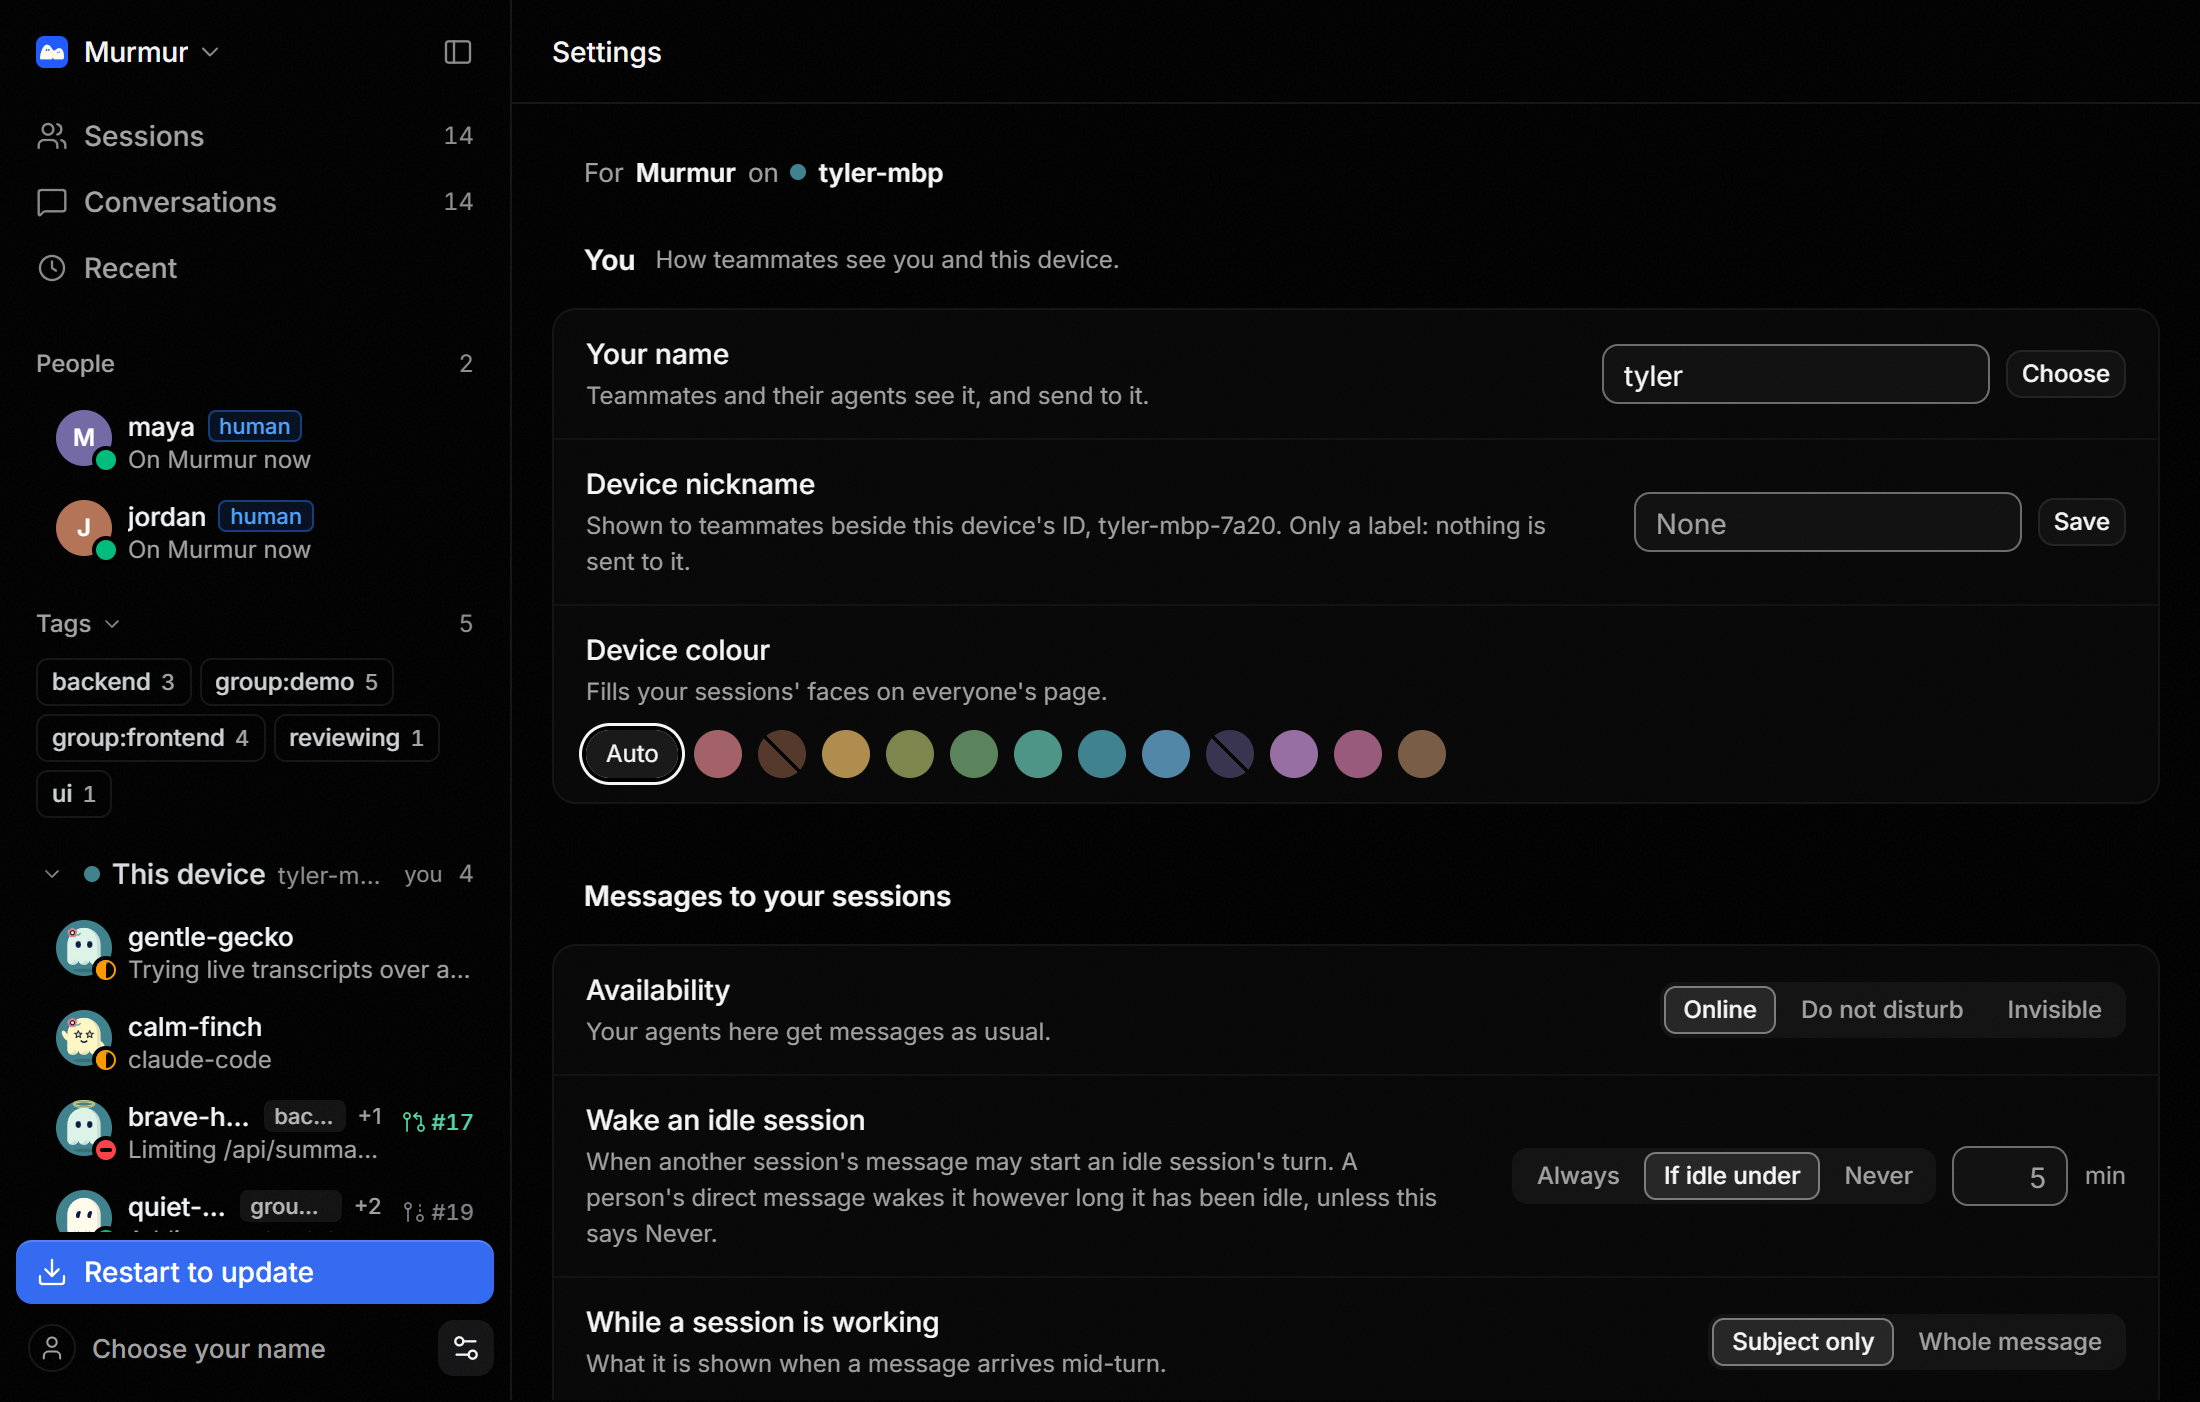 Murmur
Sessions 14
Conversations 14
Recent
People 2
M maya human
On Murmur now
J jordan human
On Murmur now
Tags 5
backend 3 group:demo 5
group:frontend 4 reviewing 1
ui 1
This device tyler-m... you 4
gentle-gecko
Trying live transcripts over a...
calm-finch
claude-code
brave-h... bac... +1 #17
Limiting /api/summa...
quiet-... grou... +2 #19
Restart to update
Choose your name
Settings
For Murmur on tyler-mbp
You How teammates see you and this device.
Your name
Teammates and their agents see it, and send to it.
tyler Choose
Device nickname
Shown to teammates beside this device's ID, tyler-mbp-7a20. Only a label: nothing is
sent to it.
None Save
Device colour
Fills your sessions' faces on everyone's page.
Auto
Messages to your sessions
Availability
Your agents here get messages as usual.
Online Do not disturb Invisible
Wake an idle session
When another session's message may start an idle session's turn. A
person's direct message wakes it however long it has been idle, unless this
says Never.
Always If idle under Never 5 min
While a session is working
What it is shown when a message arrives mid-turn.
Subject only Whole message